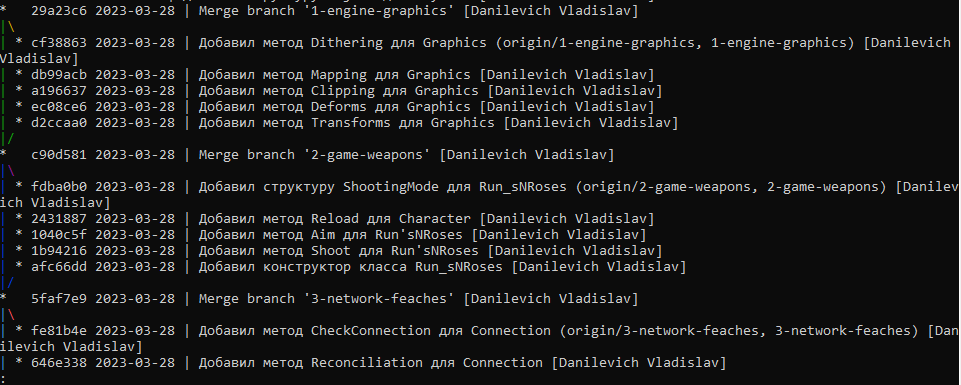 * 29a23c6 2023-03-28 | Merge branch '1-engine-graphics' [Danilevich Vladislav]
|\
| * cf38863 2023-03-28 | Добавил метод Dithering для Graphics (origin/1-engine-graphics, 1-engine-graphics) [Danilevich
Vladislav]
| * db99acb 2023-03-28 | Добавил метод Mapping для Graphics [Danilevich Vladislav]
| * a196637 2023-03-28 | Добавил метод Clipping для Graphics [Danilevich Vladislav]
| * ec08ce6 2023-03-28 | Добавил метод Deforms для Graphics [Danilevich Vladislav]
| * d2ccaa0 2023-03-28 | Добавил метод Transforms для Graphics [Danilevich Vladislav]
|/
* c90d581 2023-03-28 | Merge branch '2-game-weapons' [Danilevich Vladislav]
|\
| * fdba0b0 2023-03-28 | Добавил структуру ShootingMode для Run_sNRoses (origin/2-game-weapons, 2-game-weapons) [Danilev
ich Vladislav]
| * 2431887 2023-03-28 | Добавил метод Reload для Character [Danilevich Vladislav]
| * 1040c5f 2023-03-28 | Добавил метод Aim для Run'sNRoses [Danilevich Vladislav]
| * 1b94216 2023-03-28 | Добавил метод Shoot для Run'sNRoses [Danilevich Vladislav]
| * afc66dd 2023-03-28 | Добавил конструктор класса Run_sNRoses [Danilevich Vladislav]
|/
* 5faf7e9 2023-03-28 | Merge branch '3-network-feaches' [Danilevich Vladislav]
|\
| * fe81b4e 2023-03-28 | Добавил метод CheckConnection для Connection (origin/3-network-feaches, 3-network-feaches) [Dan
ilevich Vladislav]
| * 646e338 2023-03-28 | Добавил метод Reconciliation для Connection [Danilevich Vladislav]
: